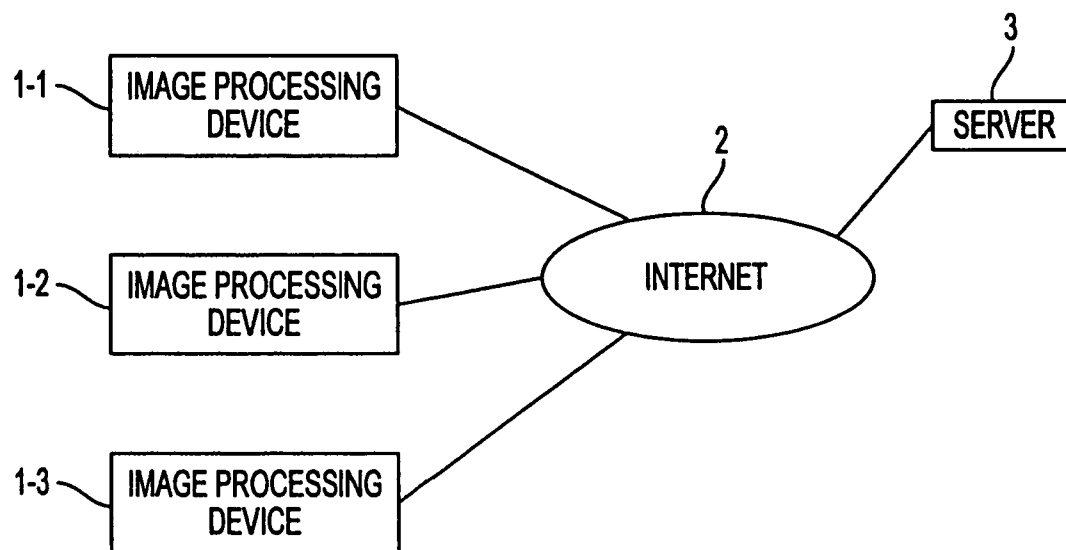 3
1-1
IMAGE PROCESSING
DEVICE
SERVER
2
1-2
IMAGE PROCESSING
DEVICE
INTERNET
1-3
IMAGE PROCESSING
DEVICE